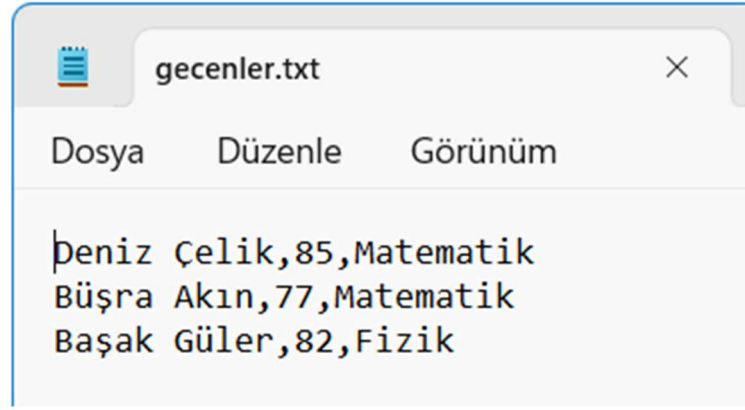 gecenler.txt
Dosya Düzenle Görünüm
Deniz Çelik,85,Matematik
Büşra Akın,77,Matematik
Başak Güler,82,Fizik